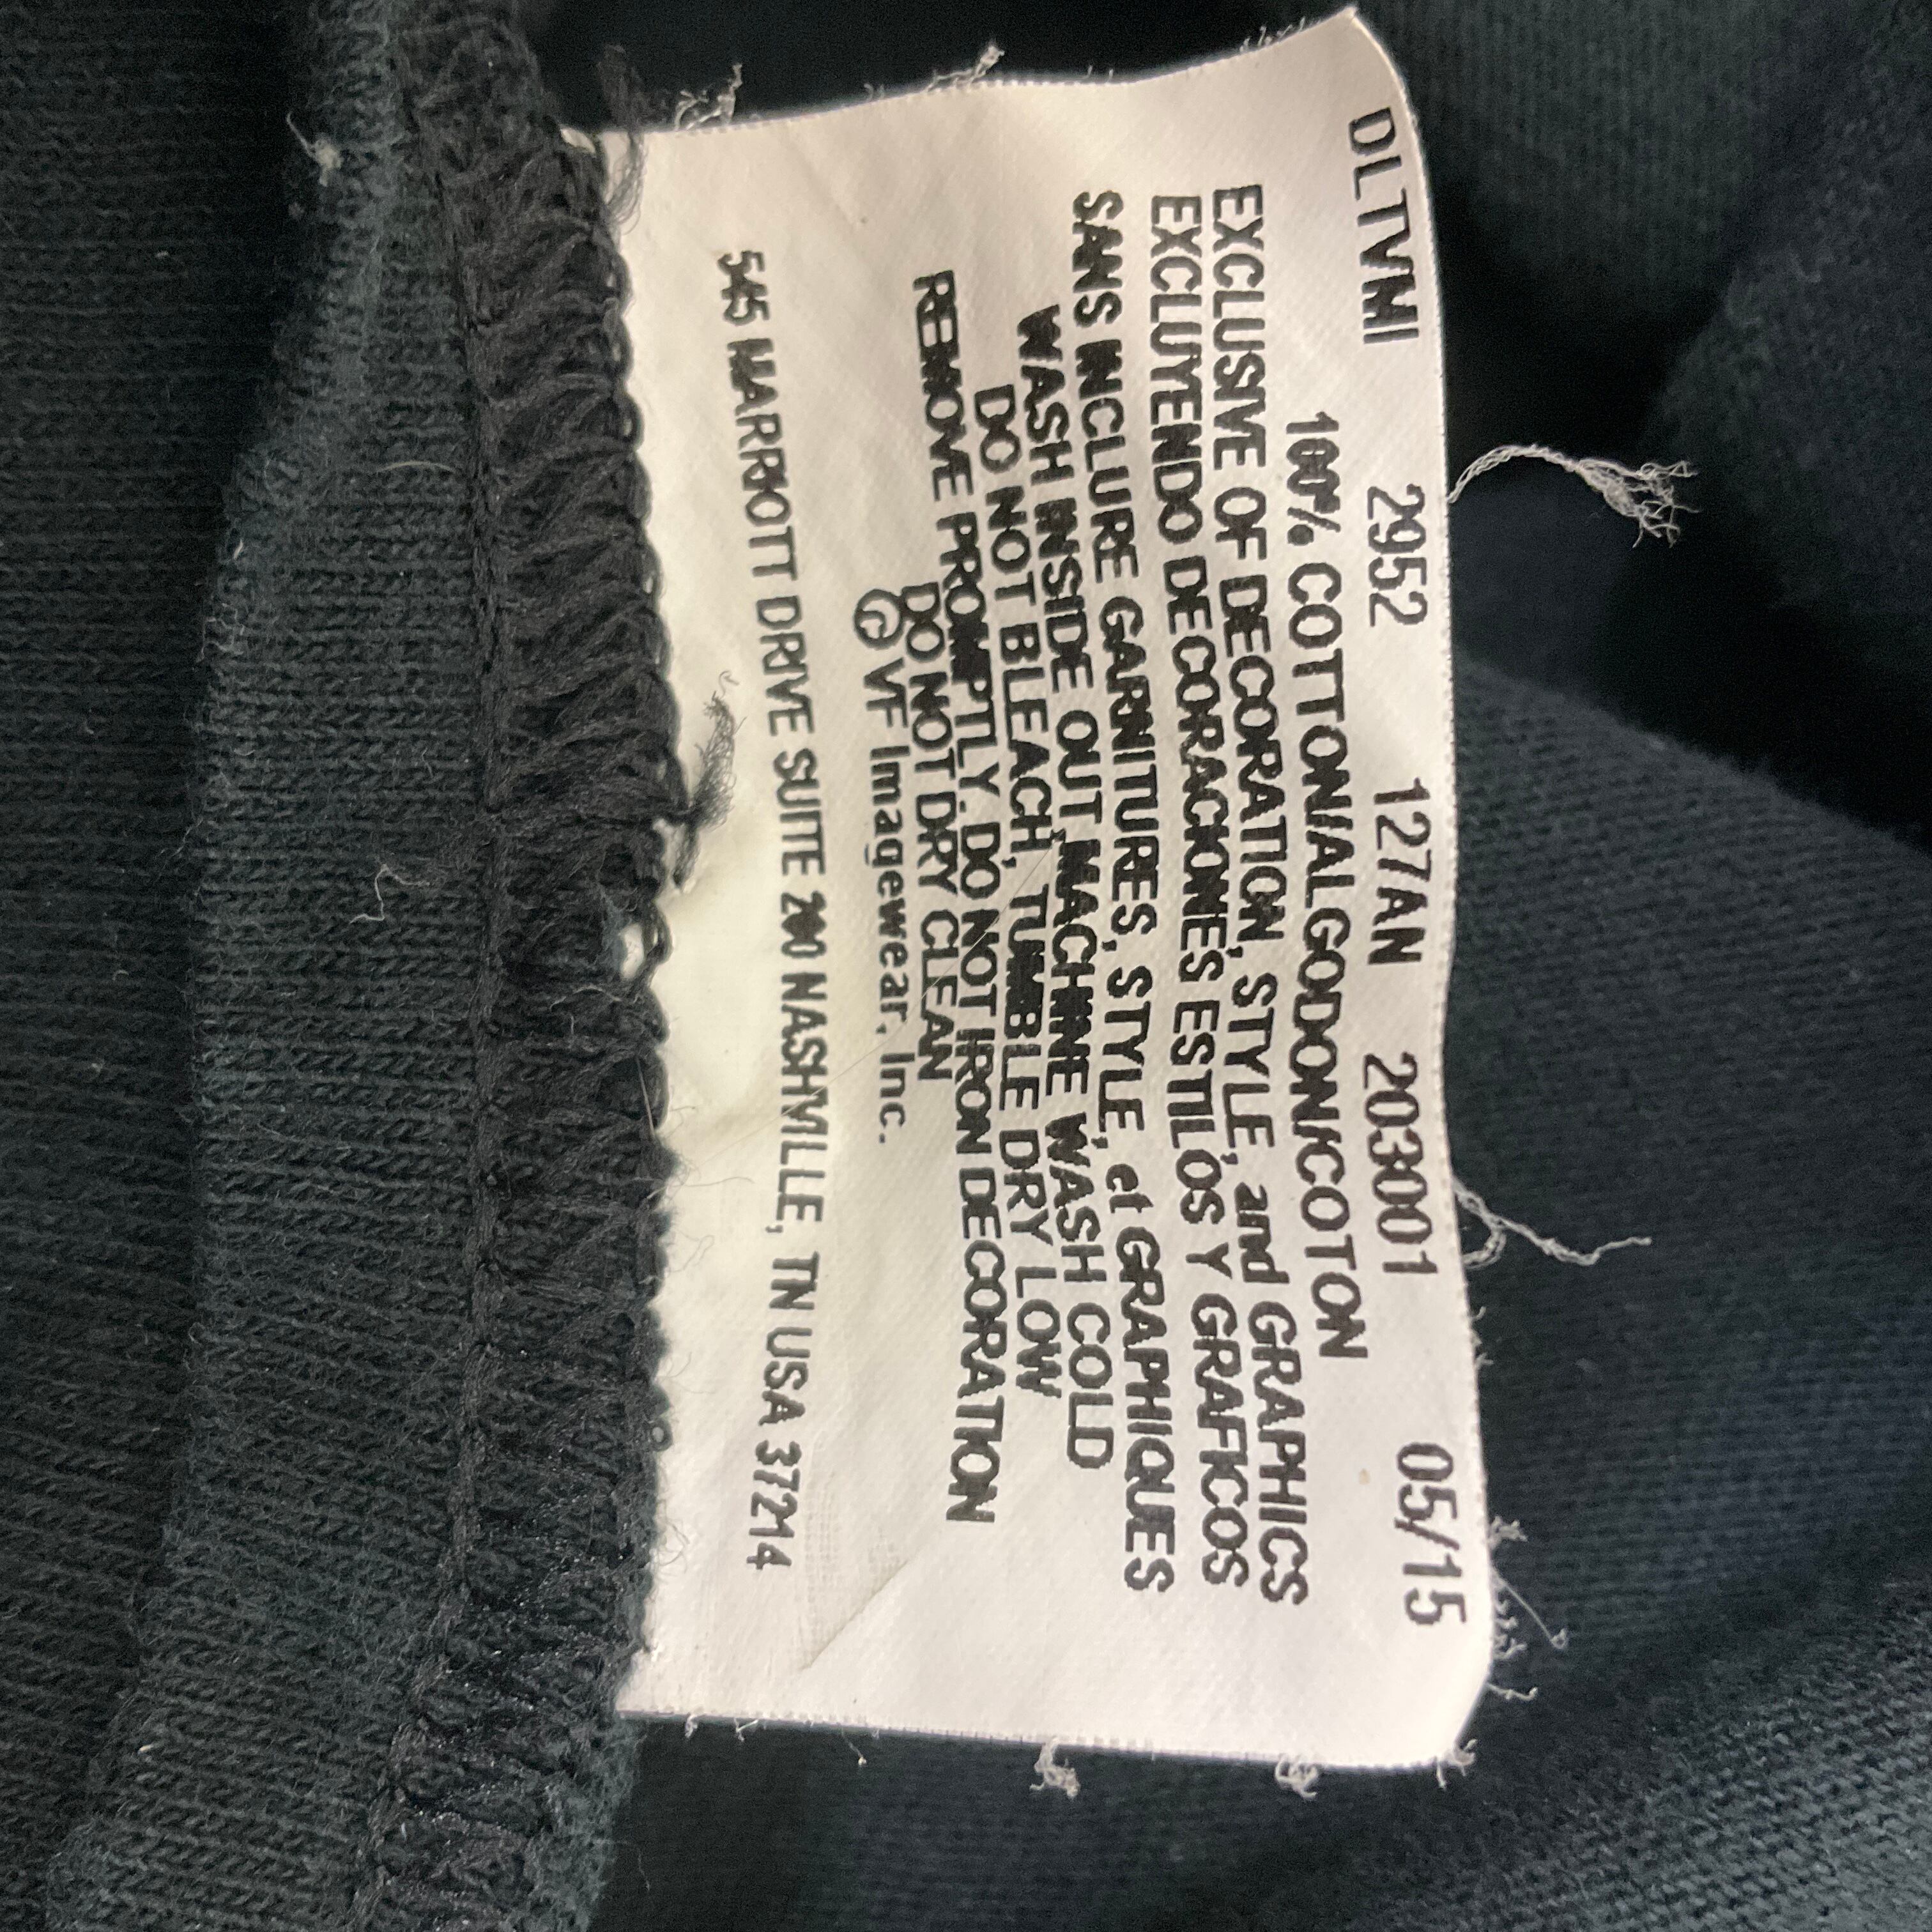 DLTVNI 2952 127AN 203001 05/15
100% COTTON/ALGODON/COTON
EXCLUSIVE OF DECORATION, STYLE, and GRAPHICS
EXCLUYENDO DECORACIONES ESTILOS Y GRAFICOS
SANS INCLURE GARNITURES, STYLE, et GRAPHIQUES
WASH INSIDE OUT, MACHINE WASH COLD
DO NOT BLEACH, TUMBLE DRY LOW
REMOVE PROMPTLY. DO NOT IRON DECORATION
DO NOT DRY CLEAN
© VF Imagewear, Inc.
545 MARRIOTT DRIVE SUITE 200 NASHVILLE, TN USA 37214